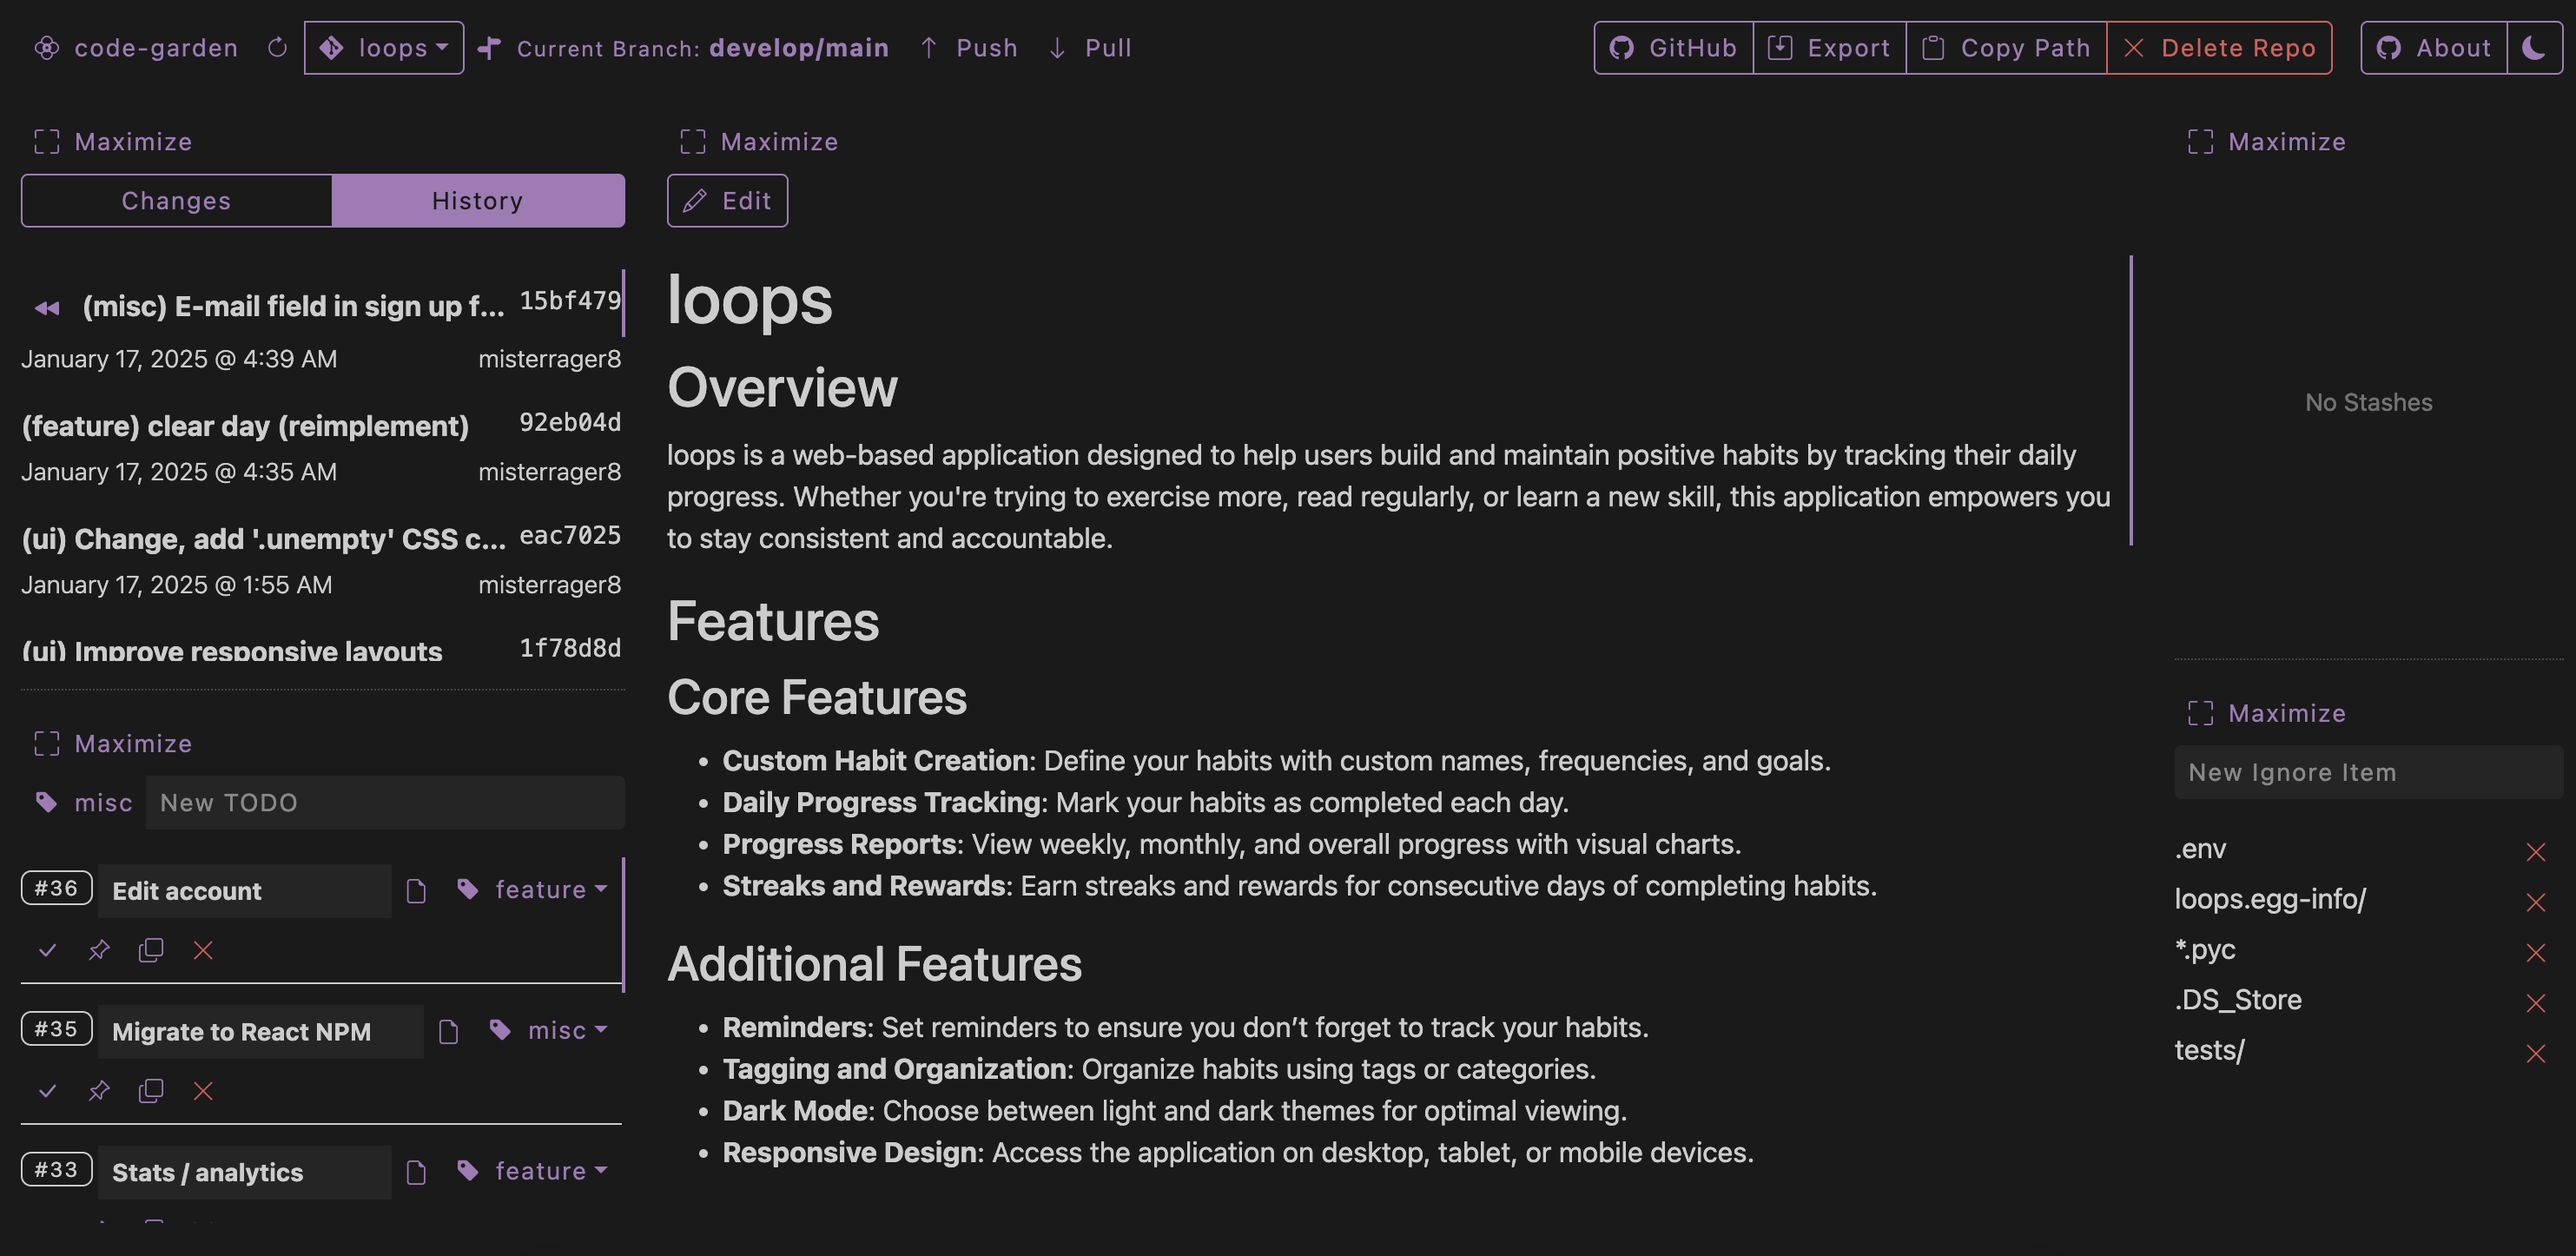 code-garden
loops
Current Branch: develop/main
Push
Pull
GitHub
Export
Copy Path
Delete Repo
About
Maximize
Changes
History
(misc) E-mail field in sign up f... 15bf479
January 17, 2025 @ 4:39 AM misterrager8
(feature) clear day (reimplement) 92eb04d
January 17, 2025 @ 4:35 AM misterrager8
(ui) Change, add '.unempty' CSS c... eac7025
January 17, 2025 @ 1:55 AM misterrager8
(ui) Improve responsive layouts 1f78d8d
Maximize
misc New TODO
#36 Edit account feature
#35 Migrate to React NPM misc
#33 Stats / analytics feature
Maximize
Edit
loops
Overview
loops is a web-based application designed to help users build and maintain positive habits by tracking their daily
progress. Whether you're trying to exercise more, read regularly, or learn a new skill, this application empowers you
to stay consistent and accountable.
Features
Core Features
Custom Habit Creation: Define your habits with custom names, frequencies, and goals.
Daily Progress Tracking: Mark your habits as completed each day.
Progress Reports: View weekly, monthly, and overall progress with visual charts.
Streaks and Rewards: Earn streaks and rewards for consecutive days of completing habits.
Additional Features
Reminders: Set reminders to ensure you don’t forget to track your habits.
Tagging and Organization: Organize habits using tags or categories.
Dark Mode: Choose between light and dark themes for optimal viewing.
Responsive Design: Access the application on desktop, tablet, or mobile devices.
Maximize
No Stashes
Maximize
New Ignore Item
.env
loops.egg-info/
*.pyc
.DS_Store
tests/